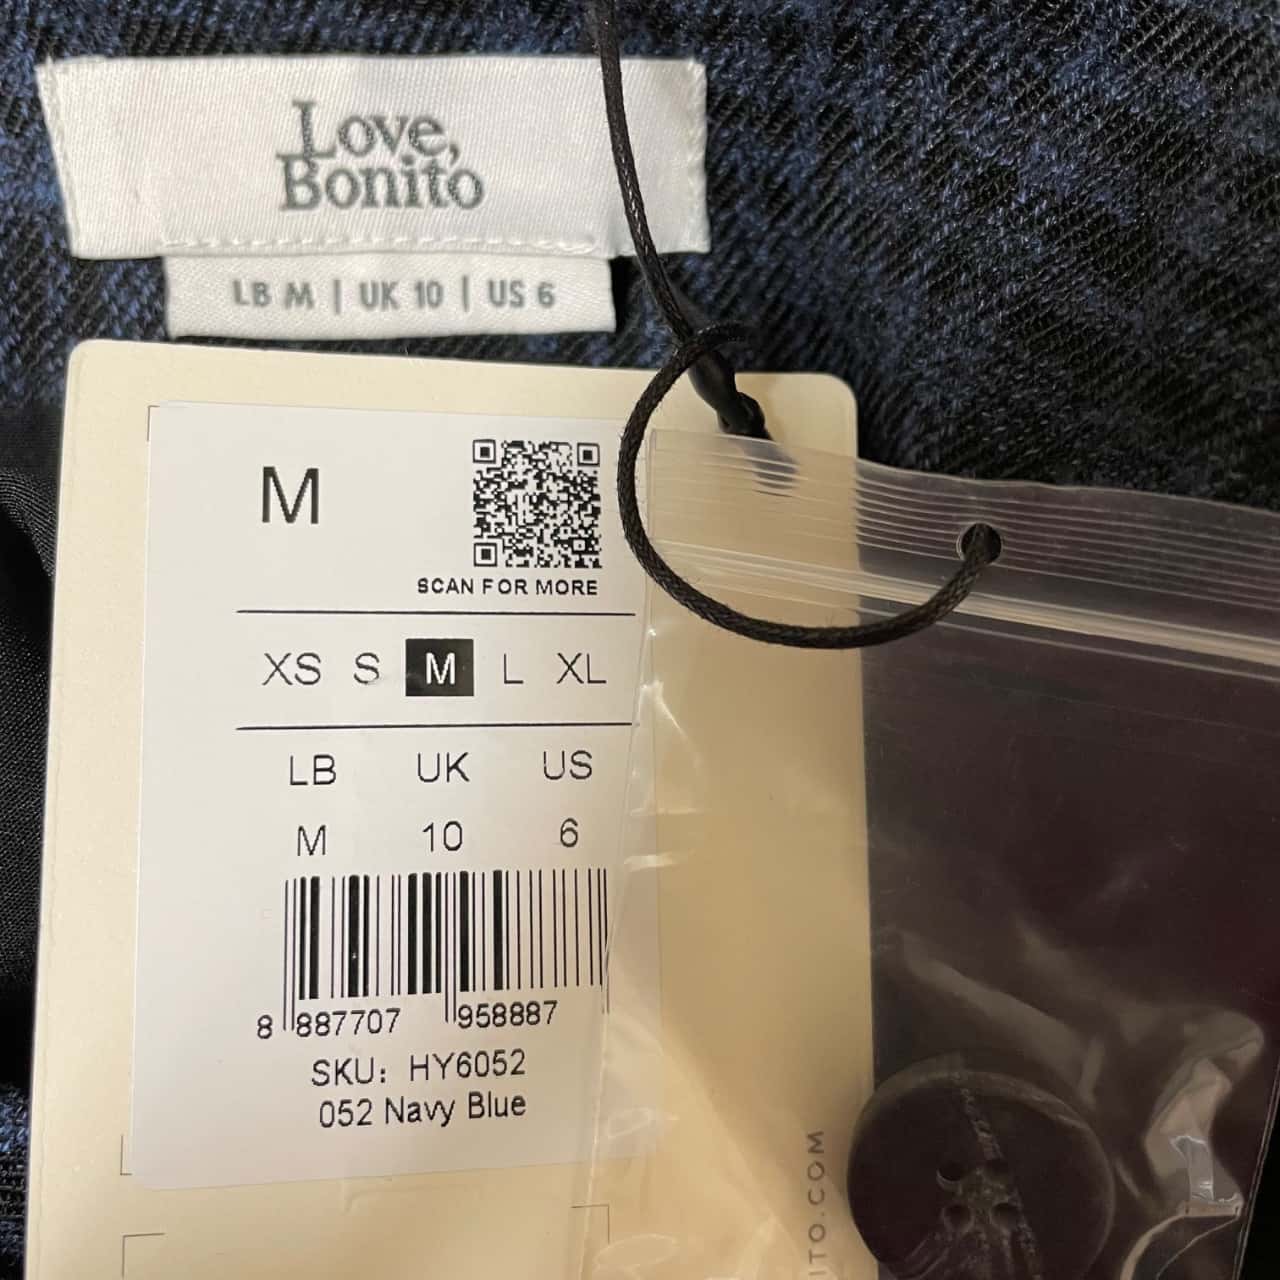 Love,
Bonito
LB M | UK 10 | US 6
M
SCAN FOR MORE
XS S M L XL
LB UK US
M 10 6
8 887707 958887
SKU: HY6052
052 Navy Blue
ITO.COM